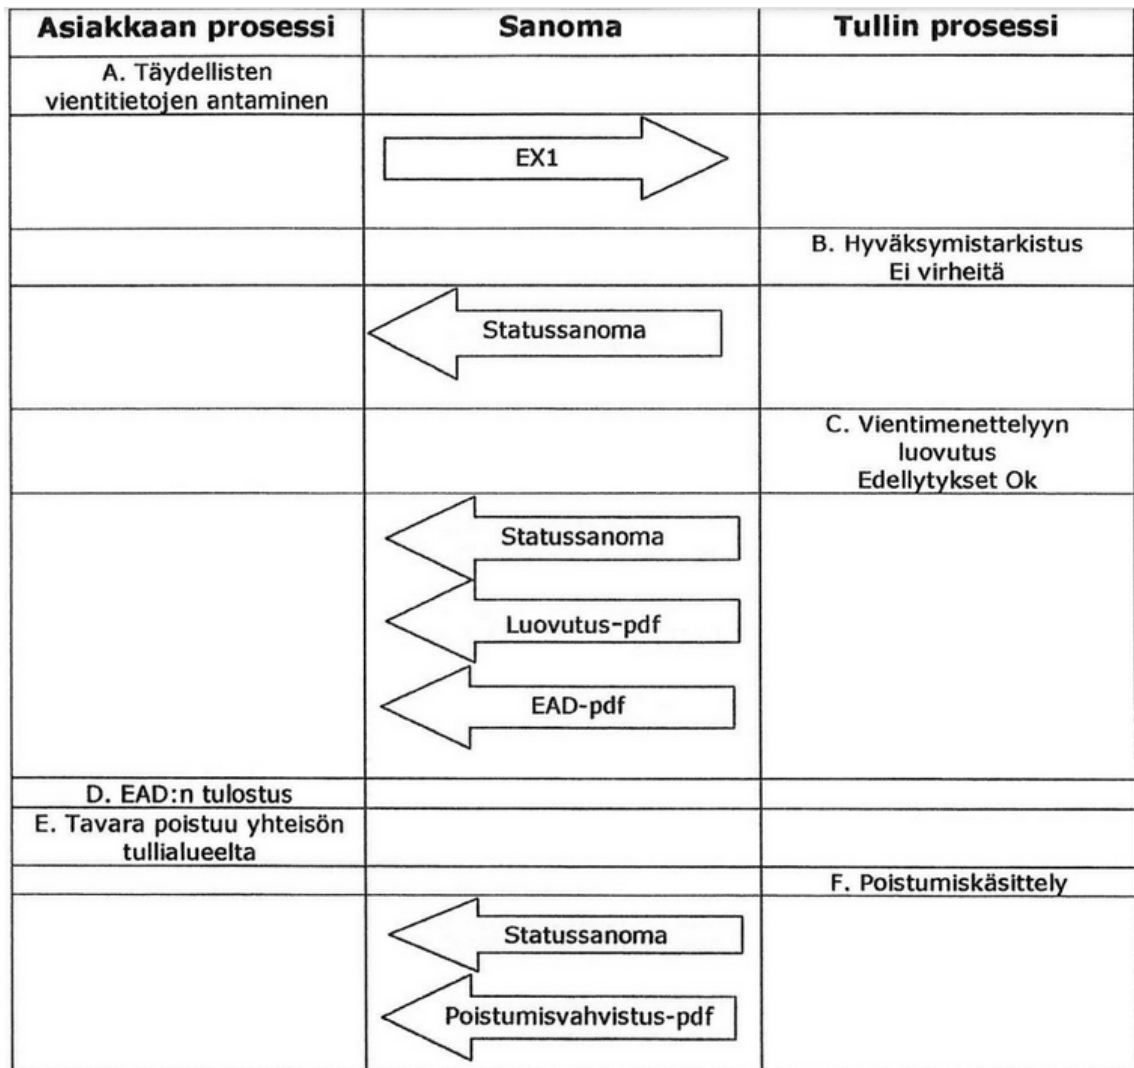 Asiakkaan prosessi
Sanoma
Tullin prosessi
A. Täydellisten
vientitietojen antaminen
EX1
B. Hyväksymistarkistus
Ei virheitä
Statussanoma
C. Vientimenettelyyn
luovutus
Edellytykset Ok
Statussanoma
Luovutus-pdf
EAD-pdf
D. EAD:n tulostus
E. Tavara poistuu yhteisön
tullialueelta
F. Poistumiskäsittely
Statussanoma
Poistumisvahvistus-pdf